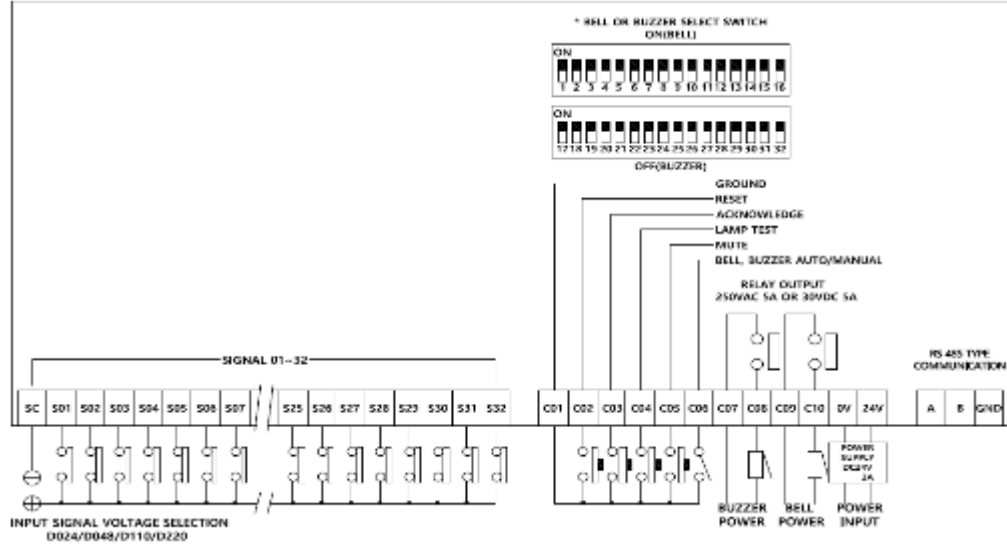 * BELL OR BUZZER SELECT SWITCH
ON(BELL)
ON
1 2 3 4 5 6 7 8 9 10 11 12 13 14 15 16
ON
17 18 19 20 21 22 23 24 25 26 27 28 29 30 31 32
OFF(BUZZER)
GROUND
RESET
ACKNOWLEDGE
LAMP TEST
MUTE
BELL, BUZZER AUTO/MANUAL
RELAY OUTPUT
250VAC 5A OR 30VDC 5A
SIGNAL 01~32
RS 485 TYPE
COMMUNICATION
SC S01 S02 S03 S04 S05 S06 S07 S25 S26 S27 S28 S29 S30 S31 S32 C01 C02 C03 C04 C05 C06 C07 C08 C09 C10 0V 24V A B GND
POWER
SUPPLY
DC24V
2A
INPUT SIGNAL VOLTAGE SELECTION
D024/D048/D110/D220
BUZZER
POWER
BELL
POWER
POWER
INPUT